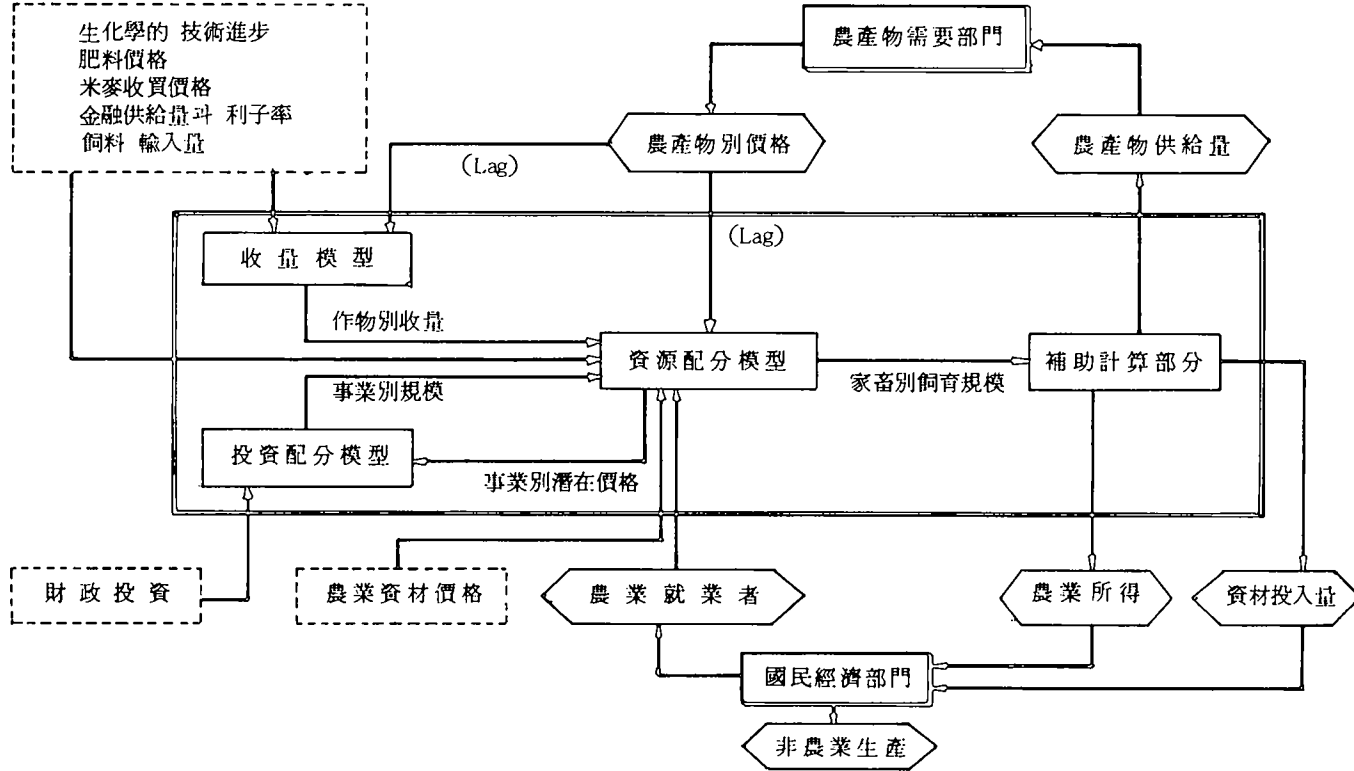 生化學的 技術進步
肥料價格
米麥收買價格
金融供給量과 利子率
飼料 輸入量
農產物需要部門
農產物別價格
農產物供給量
(Lag)
(Lag)
收量模型
作物別收量
資源配分模型
補助計算部分
家畜別飼育規模
事業別規模
投資配分模型
事業別潛在價格
財政投資
農業資材價格
農業就業者
農業所得
資材投入量
國民經濟部門
非農業生產